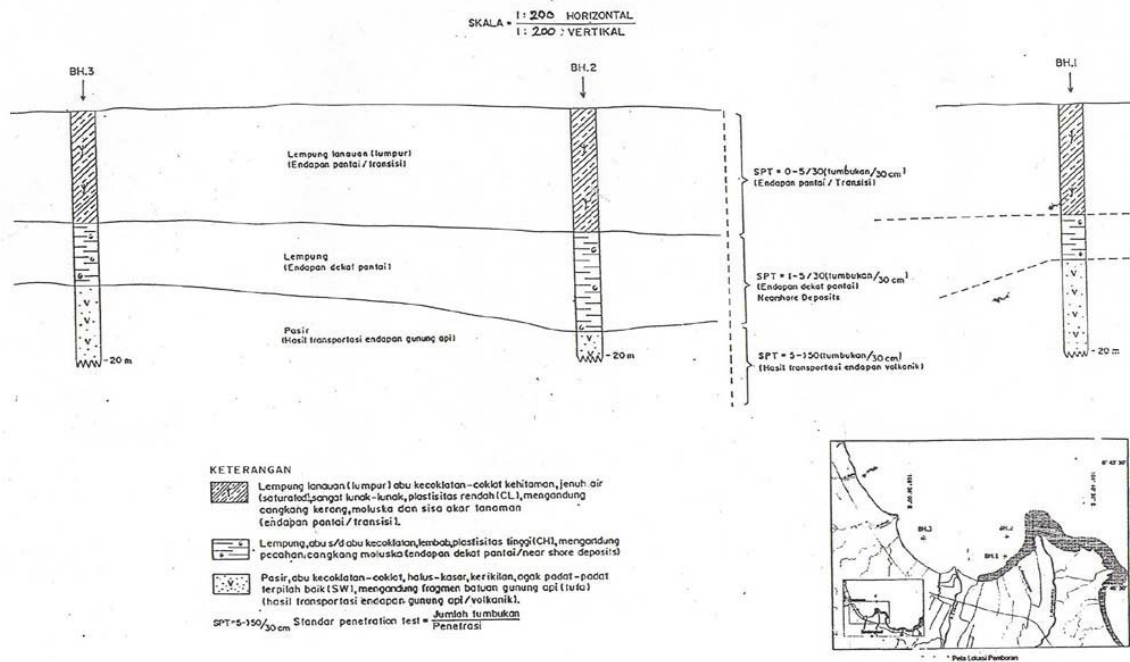 SKALA = 1:200 HORIZONTAL
1:200 : VERTIKAL
BH.3
BH.2
BH.1
Lempung lanauan (lumpur)
(Endapan pantai / transisi)
SPT = 0-5/30(tumbukan/30 cm)
(Endapan pantai / Transisi)
Lempung
(Endapan dekat pantai)
SPT = 1-5/30(tumbukan/30 cm)
(Endapan dekat pantai)
Nearshore Deposits
Pasir
(Hasil transportasi endapan gunung api)
-20 m
-20 m
-20 m
SPT = 5-150(tumbukan/30 cm)
(Hasil transportasi endapan volkanik)
KETERANGAN
Lempung lanauan (lumpur) abu kecoklatan-coklat kehitaman, jenuh air
(saturated), sangat lunak-lunak, plastisitas rendah (CL), mengandung
cangkang kerang, moluska dan sisa akar tanaman
(endapan pantai / transisi).
Lempung, abu s/d abu kecoklatan, lembab, plastisitas tinggi (CH), mengandung
pecahan, cangkang moluska (endapan dekat pantai/near shore deposits)
Pasir, abu kecoklatan-coklat, halus-kasar, kerikilan, agak padat-padat
terpilah baik (SW), mengandung fragmen batuan gunung api (tufa)
(hasil transportasi endapan gunung api / volkanik).
SPT=5-150/30 cm Standar penetration test = Jumlah tumbukan
Penetrasi
BH.3
BH.1
Peta Lokasi Pemboran